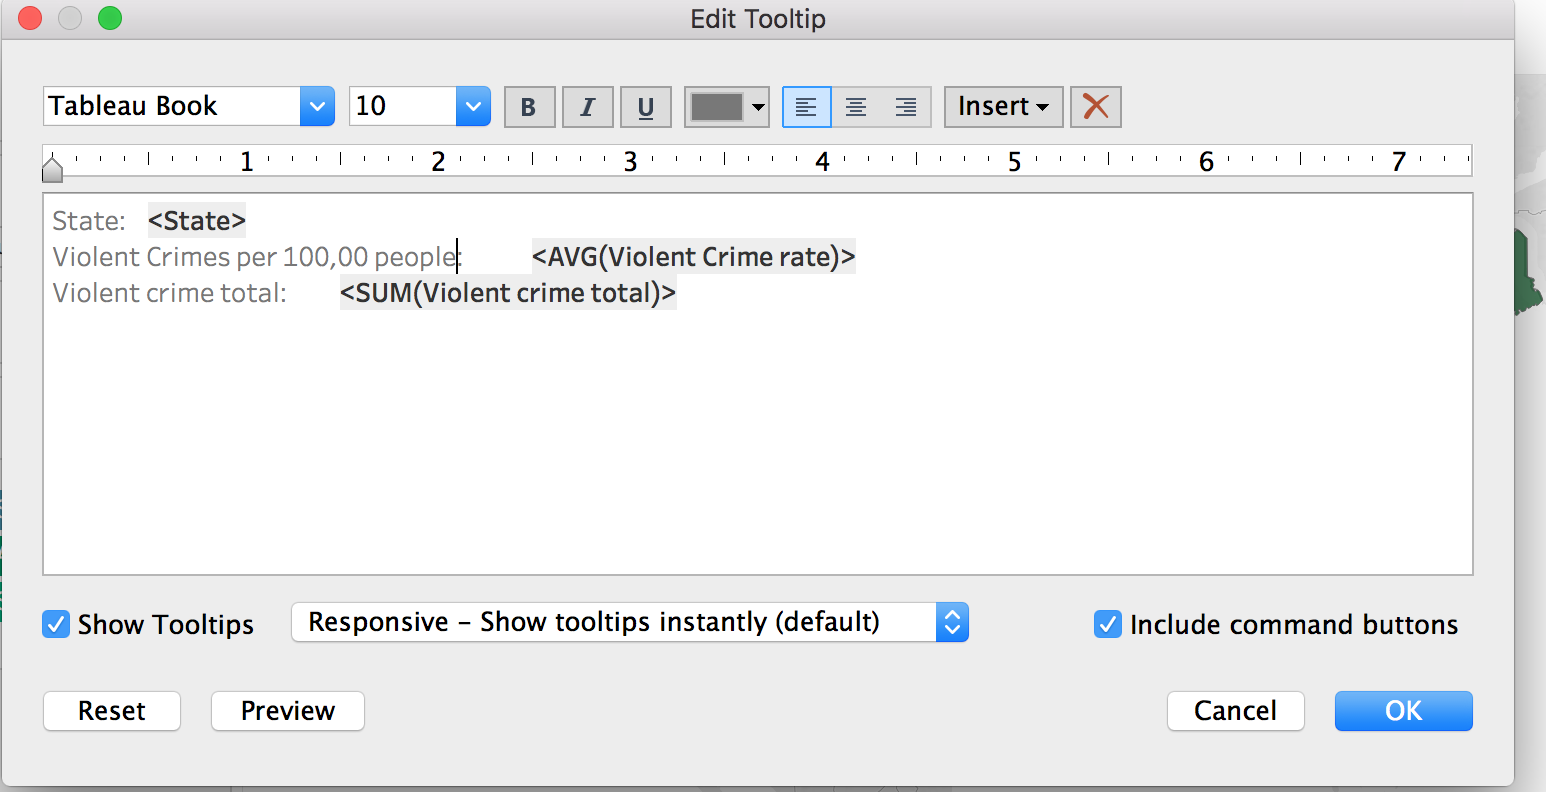 Edit Tooltip
Tableau Book 10 B I U Insert
1 2 3 4 5 6 7
State: <State>
Violent Crimes per 100,00 people: <AVG(Violent Crime rate)>
Violent crime total: <SUM(Violent crime total)>
Show Tooltips Responsive – Show tooltips instantly (default) Include command buttons
Reset Preview Cancel OK